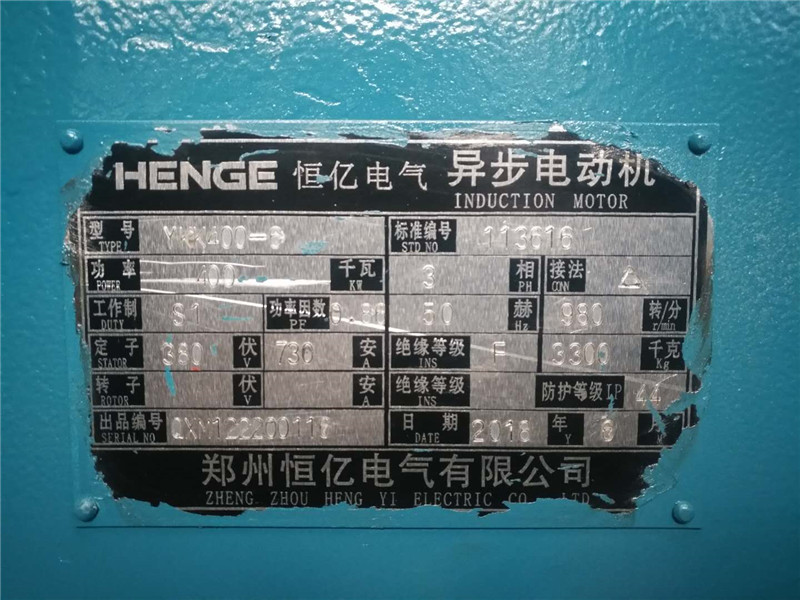 HENGE 恒亿电气 异步电动机
INDUCTION MOTOR
型号 TYPE 标准编号 STD NO
功率 POWER 400 千瓦 KW 3 相 PH 接法 CONN △
工作制 DUTY S1 功率因数 PF 50 赫 Hz 980 转/分 r/min
定子 STATOR 380 伏 V 730 安 A 绝缘等级 INS F 3300 千克 Kg
转子 ROTOR 伏 V 安 A 绝缘等级 INS 防护等级IP 44
出品编号 SERIAL NO 日期 DATE 2018 年 Y 月 M
郑州恒亿电气有限公司
ZHENG ZHOU HENG YI ELECTRIC CO LTD